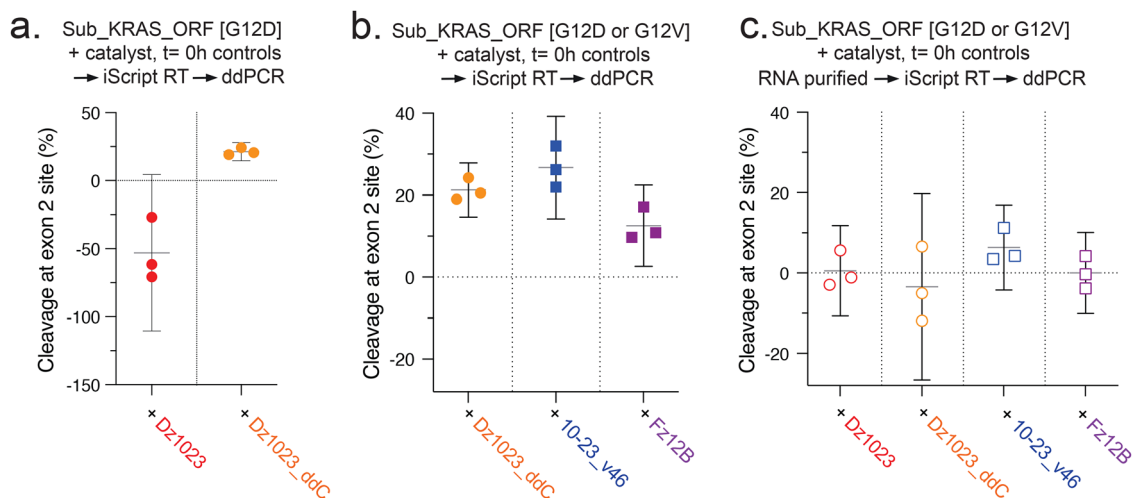 a.
Sub_KRAS_ORF [G12D]
+ catalyst, t= 0h controls
→ iScript RT → ddPCR
Cleavage at exon 2 site (%)
50
0
-50
-100
-150
+ Dz1023
+ Dz1023_ddC
b.
Sub_KRAS_ORF [G12D or G12V]
+ catalyst, t= 0h controls
→ iScript RT → ddPCR
Cleavage at exon 2 site (%)
40
20
0
-20
+ Dz1023_ddC
+ 10-23_v46
+ Fz12B
c.
Sub_KRAS_ORF [G12D or G12V]
+ catalyst, t= 0h controls
RNA purified → iScript RT → ddPCR
Cleavage at exon 2 site (%)
40
20
0
-20
+ Dz1023
+ Dz1023_ddC
+ 10-23_v46
+ Fz12B